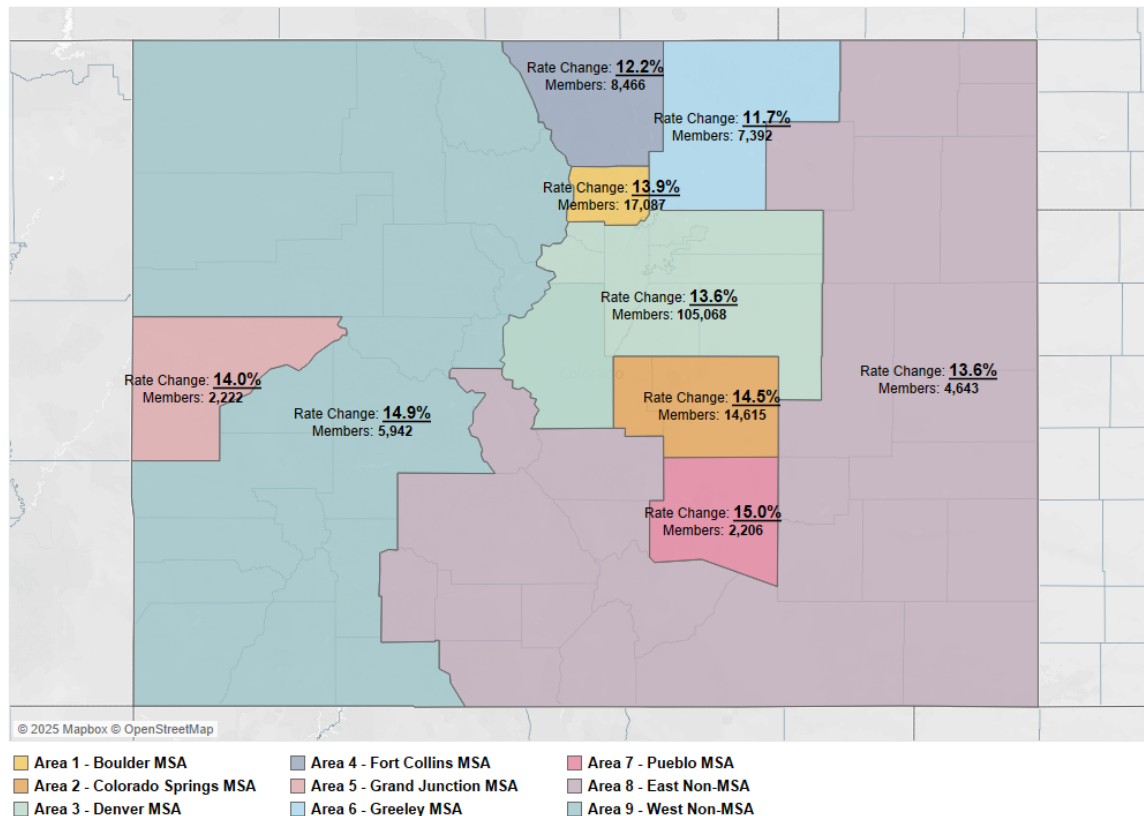 Rate Change: 12.2%
Members: 8,466
Rate Change: 11.7%
Members: 7,392
Rate Change: 13.9%
Members: 17,087
Rate Change: 13.6%
Members: 105,068
Rate Change: 14.0%
Members: 2,222
Rate Change: 14.9%
Members: 5,942
Rate Change: 14.5%
Members: 14,615
Rate Change: 13.6%
Members: 4,643
Rate Change: 15.0%
Members: 2,206
© 2025 Mapbox © OpenStreetMap
Area 1 - Boulder MSA
Area 2 - Colorado Springs MSA
Area 3 - Denver MSA
Area 4 - Fort Collins MSA
Area 5 - Grand Junction MSA
Area 6 - Greeley MSA
Area 7 - Pueblo MSA
Area 8 - East Non-MSA
Area 9 - West Non-MSA